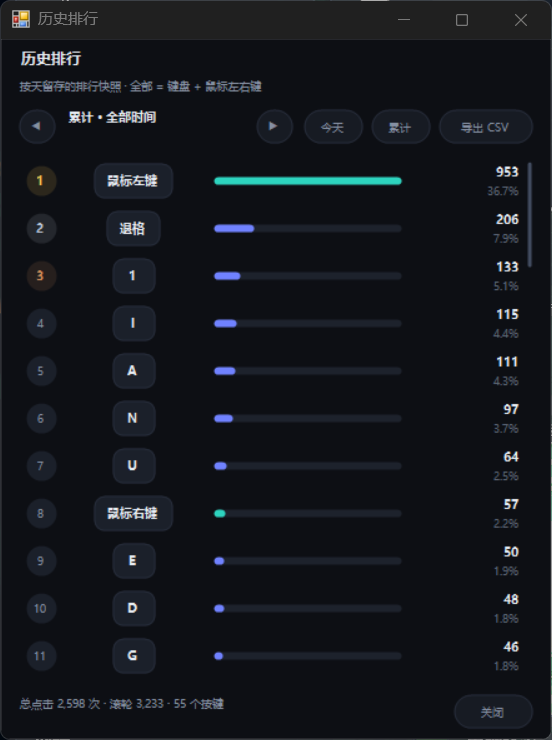 历史排行
历史排行
按天留存的排行快照 · 全部 = 键盘 + 鼠标左右键
◀ 累计 • 全部时间 ▶ 今天 累计 导出 CSV
1 鼠标左键 953
36.7%
2 退格 206
7.9%
3 1 133
5.1%
4 I 115
4.4%
5 A 111
4.3%
6 N 97
3.7%
7 U 64
2.5%
8 鼠标右键 57
2.2%
9 E 50
1.9%
10 D 48
1.8%
11 G 46
1.8%
总点击 2,598 次 · 滚轮 3,233 · 55 个按键
关闭